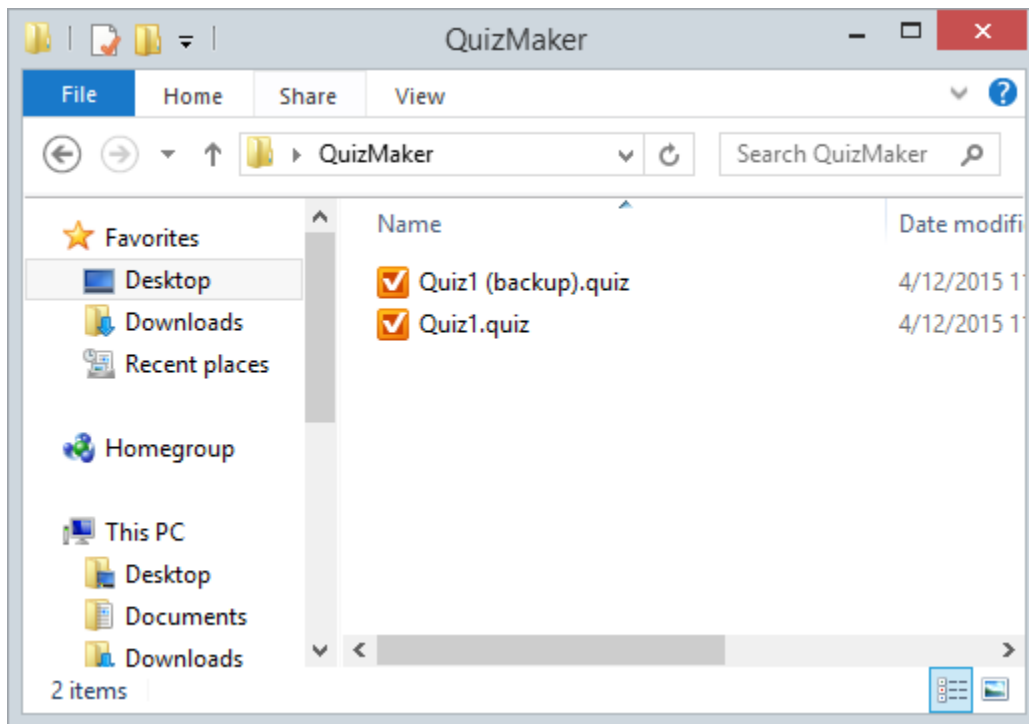 QuizMaker
File Home Share View
QuizMaker Search QuizMaker
Name Date modifi
Favorites
Desktop
Downloads
Recent places
Homegroup
This PC
Desktop
Documents
Downloads
Quiz1 (backup).quiz 4/12/2015 1
Quiz1.quiz 4/12/2015 1
2 items